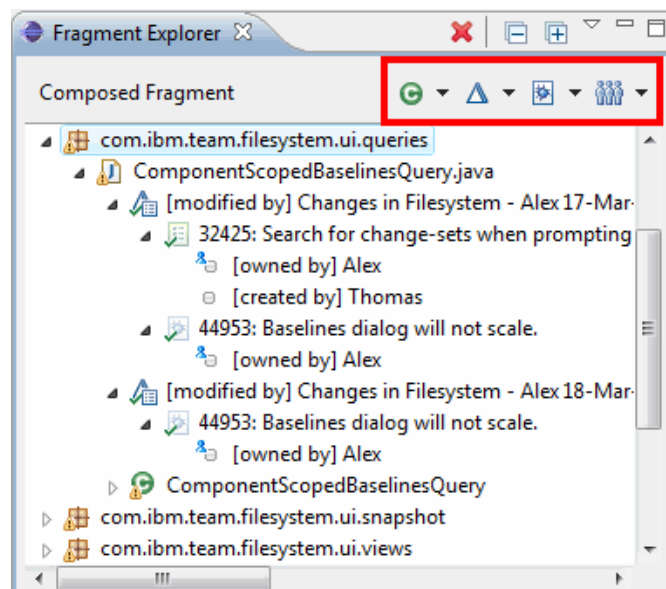 Fragment Explorer
Composed Fragment
com.ibm.team.filesystem.ui.queries
ComponentScopedBaselinesQuery.java
[modified by] Changes in Filesystem - Alex 17-Mar-
32425: Search for change-sets when prompting
[owned by] Alex
[created by] Thomas
44953: Baselines dialog will not scale.
[owned by] Alex
[modified by] Changes in Filesystem - Alex 18-Mar-
44953: Baselines dialog will not scale.
[owned by] Alex
ComponentScopedBaselinesQuery
com.ibm.team.filesystem.ui.snapshot
com.ibm.team.filesystem.ui.views